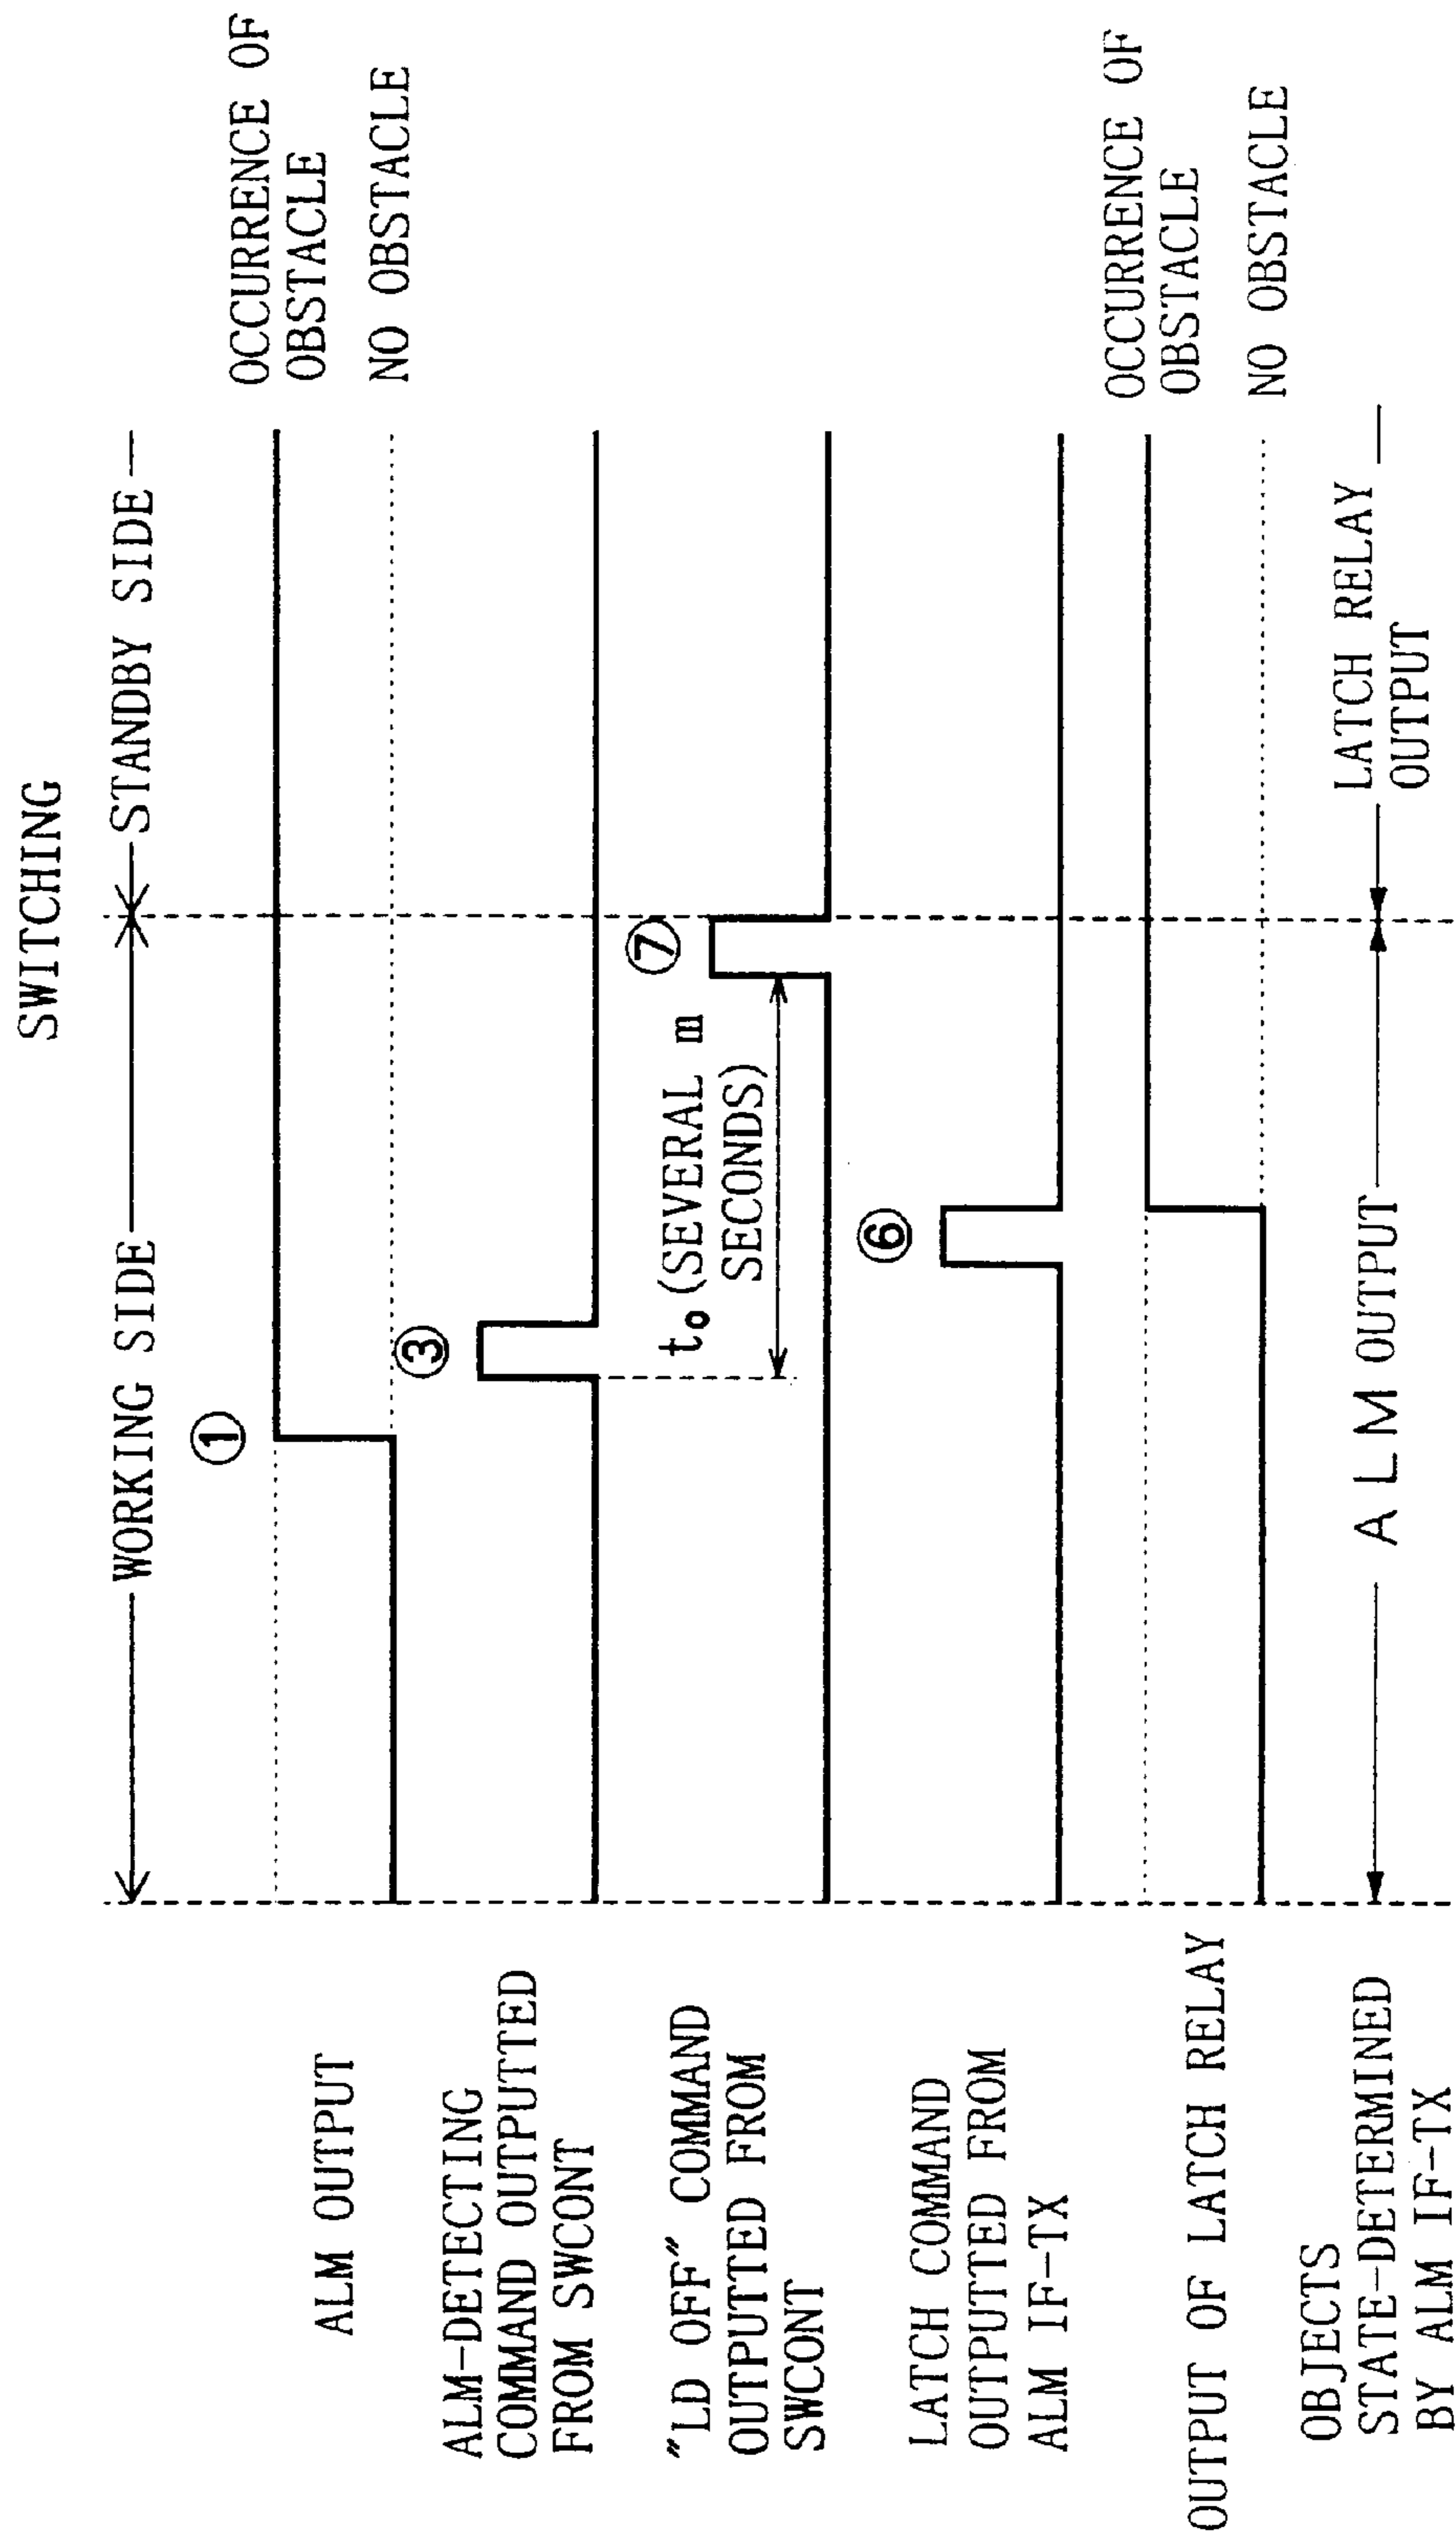 SWITCHING
WORKING SIDE
STANDBY SIDE
ALM OUTPUT
①
OCCURRENCE OF
OBSTACLE
NO OBSTACLE
ALM-DETECTING
COMMAND OUTPUTTED
FROM SWCONT
③
"LD OFF" COMMAND
OUTPUTTED FROM
SWCONT
t₀ (SEVERAL m
SECONDS)
⑦
LATCH COMMAND
OUTPUTTED FROM
ALM IF-TX
⑥
OUTPUT OF LATCH RELAY
OCCURRENCE OF
OBSTACLE
NO OBSTACLE
OBJECTS
STATE-DETERMINED
BY ALM IF-TX
ALM OUTPUT
LATCH RELAY
OUTPUT